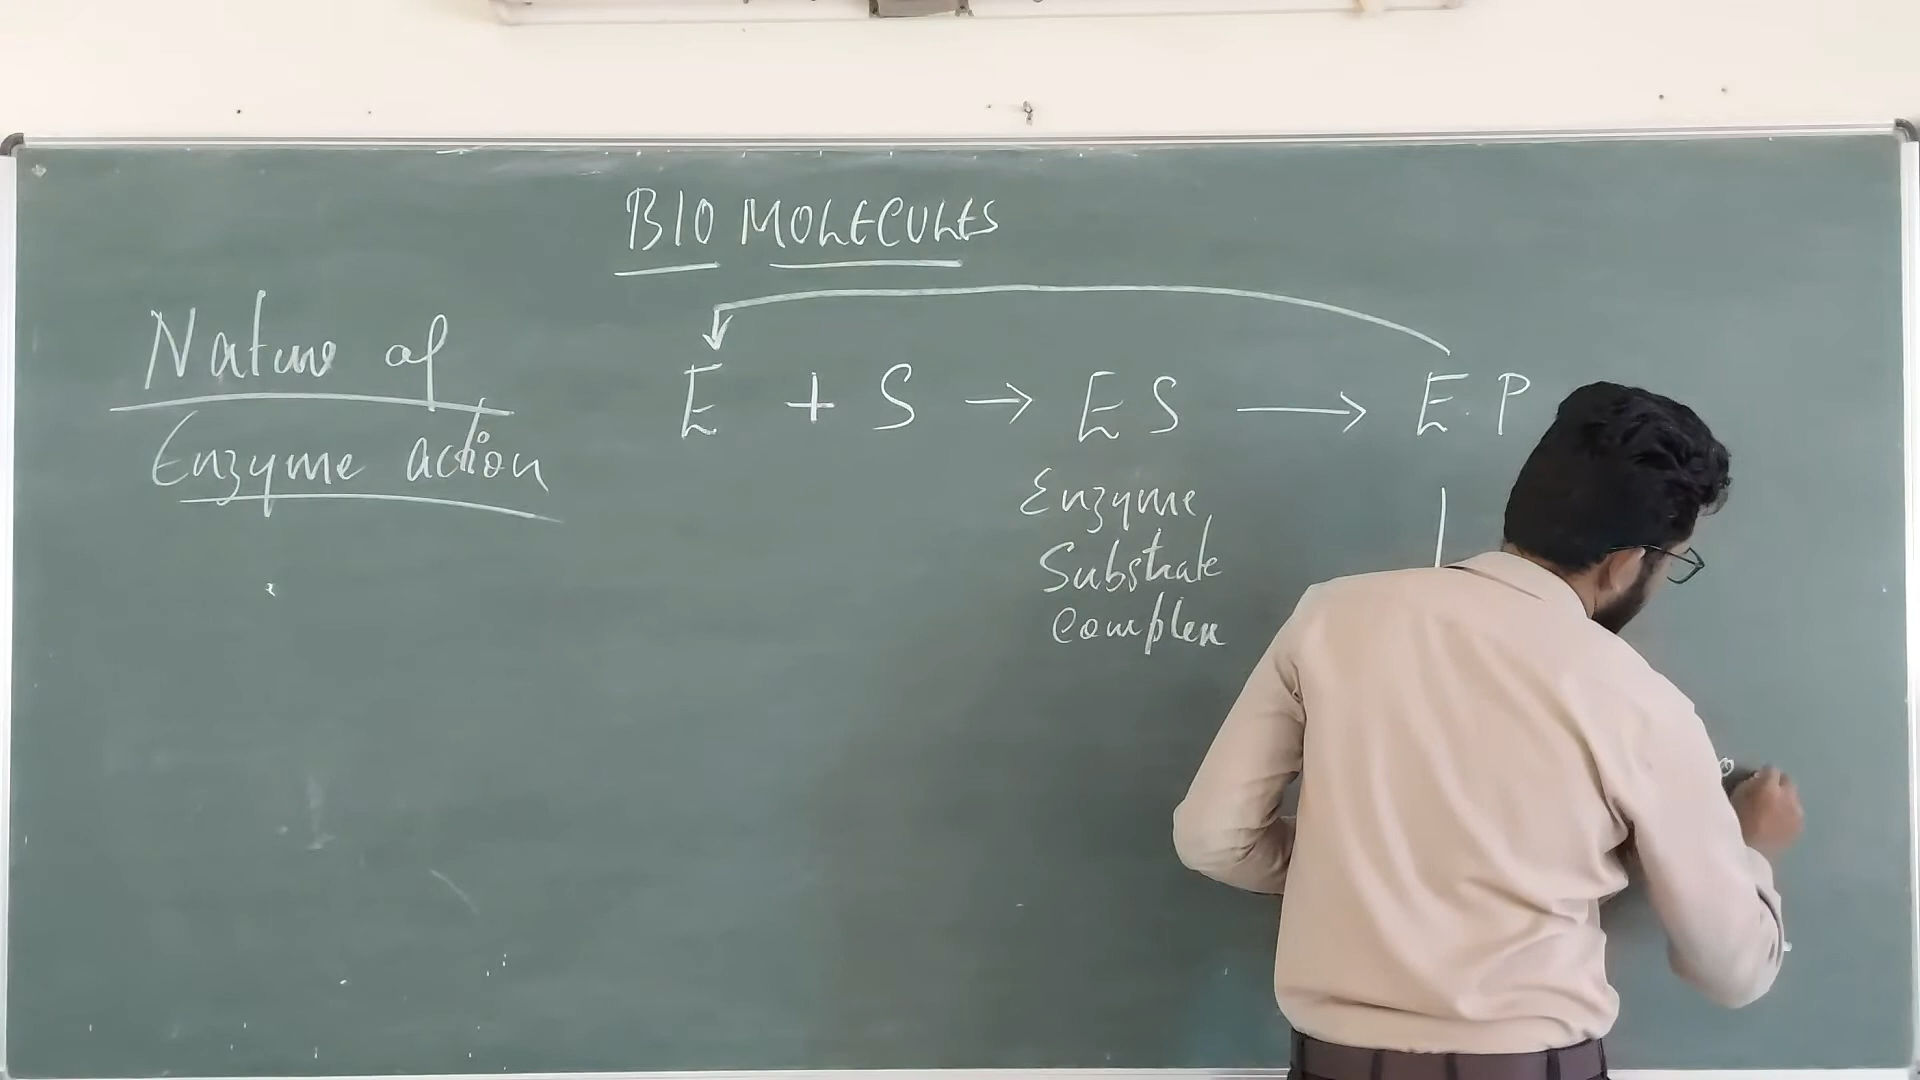 BIO MOLECULES
Nature of
Enzyme action
E + S → ES → EP
Enzyme
Substrate
Complex